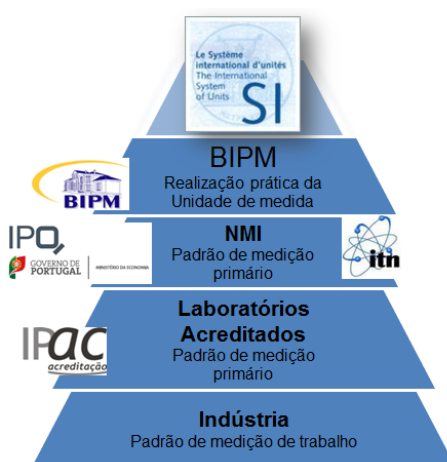 Le Système
international d'unités
The International
System
of Units
SI
BIPM
Realização prática da
Unidade de medida
BIPM
IPQ
GOVERNO DE
PORTUGAL
MINISTÉRIO DA ECONOMIA
NMI
Padrão de medição
primário
itn
Laboratórios
Acreditados
Padrão de medição
primário
IPac
acreditação
Indústria
Padrão de medição de trabalho